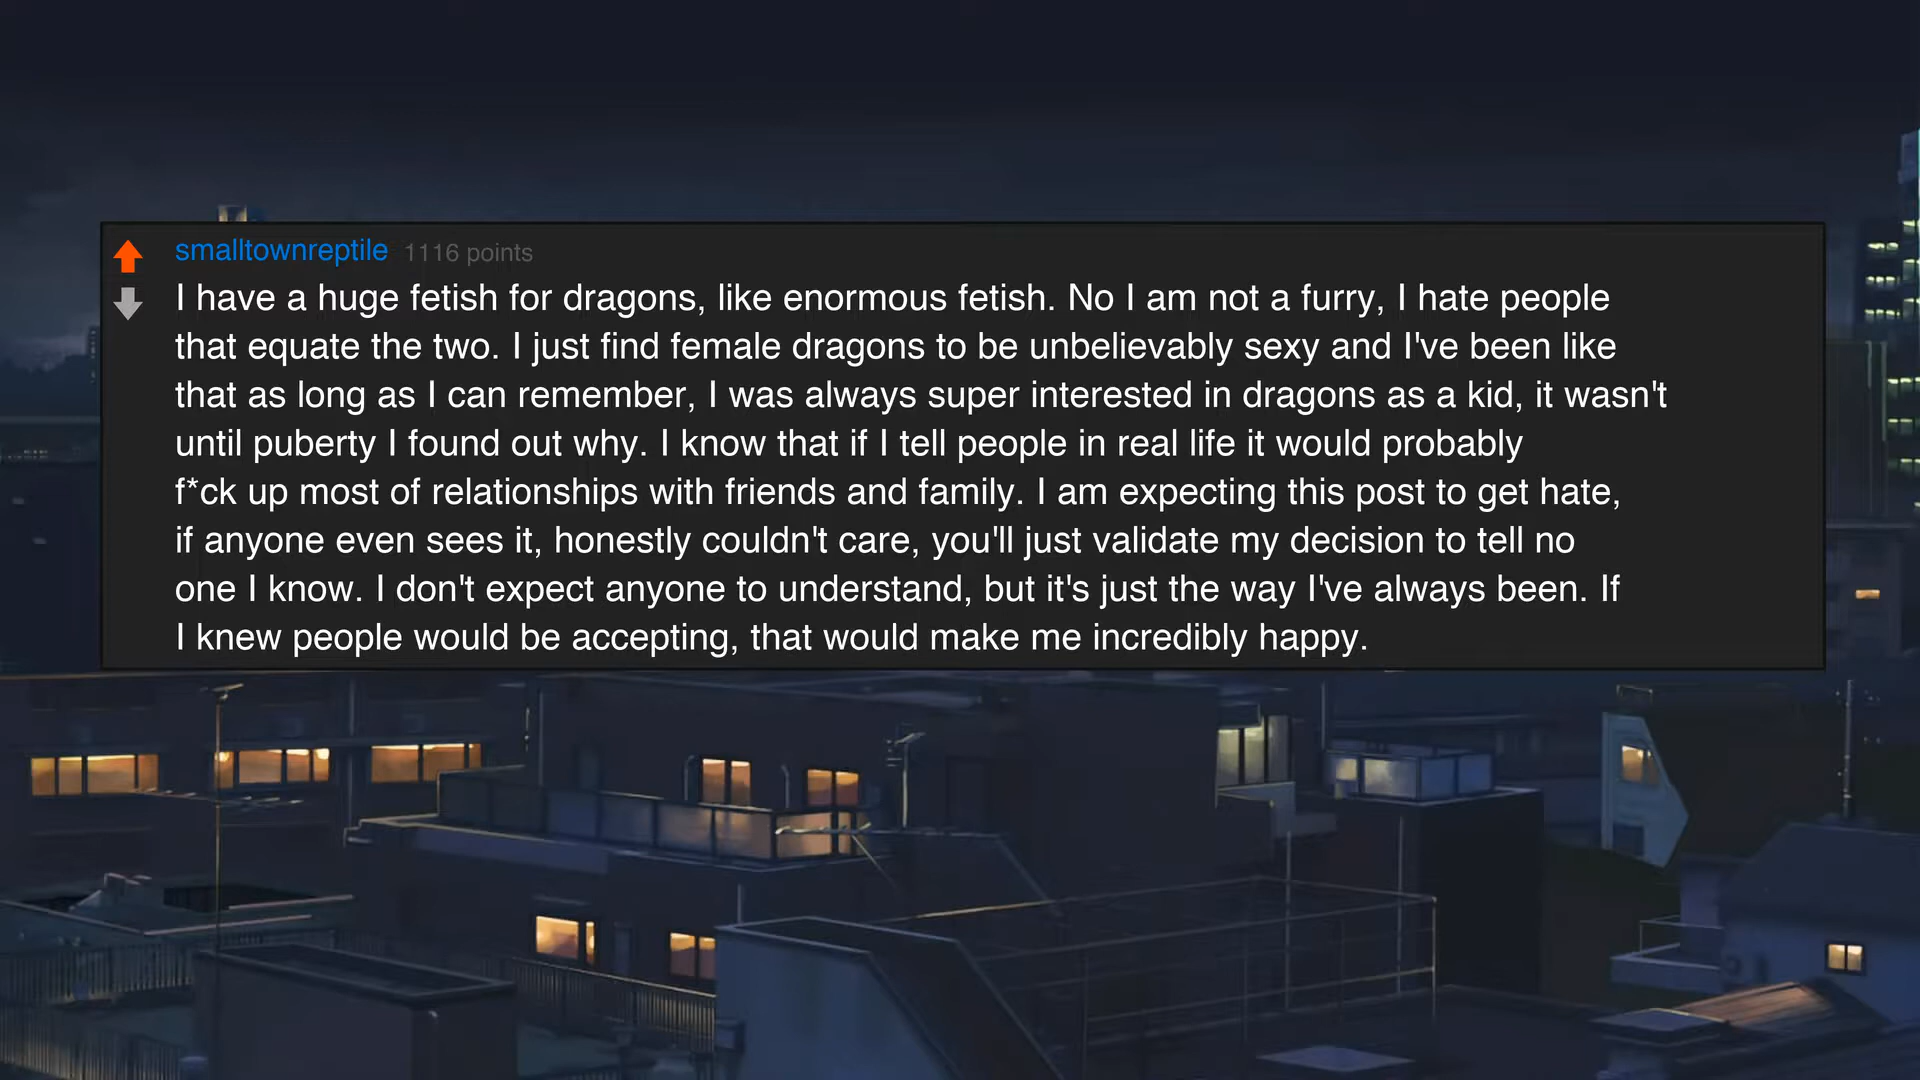 smalltownreptile 1116 points
I have a huge fetish for dragons, like enormous fetish. No I am not a furry, I hate people
that equate the two. I just find female dragons to be unbelievably sexy and I've been like
that as long as I can remember, I was always super interested in dragons as a kid, it wasn't
until puberty I found out why. I know that if I tell people in real life it would probably
f*ck up most of relationships with friends and family. I am expecting this post to get hate,
if anyone even sees it, honestly couldn't care, you'll just validate my decision to tell no
one I know. I don't expect anyone to understand, but it's just the way I've always been. If
I knew people would be accepting, that would make me incredibly happy.